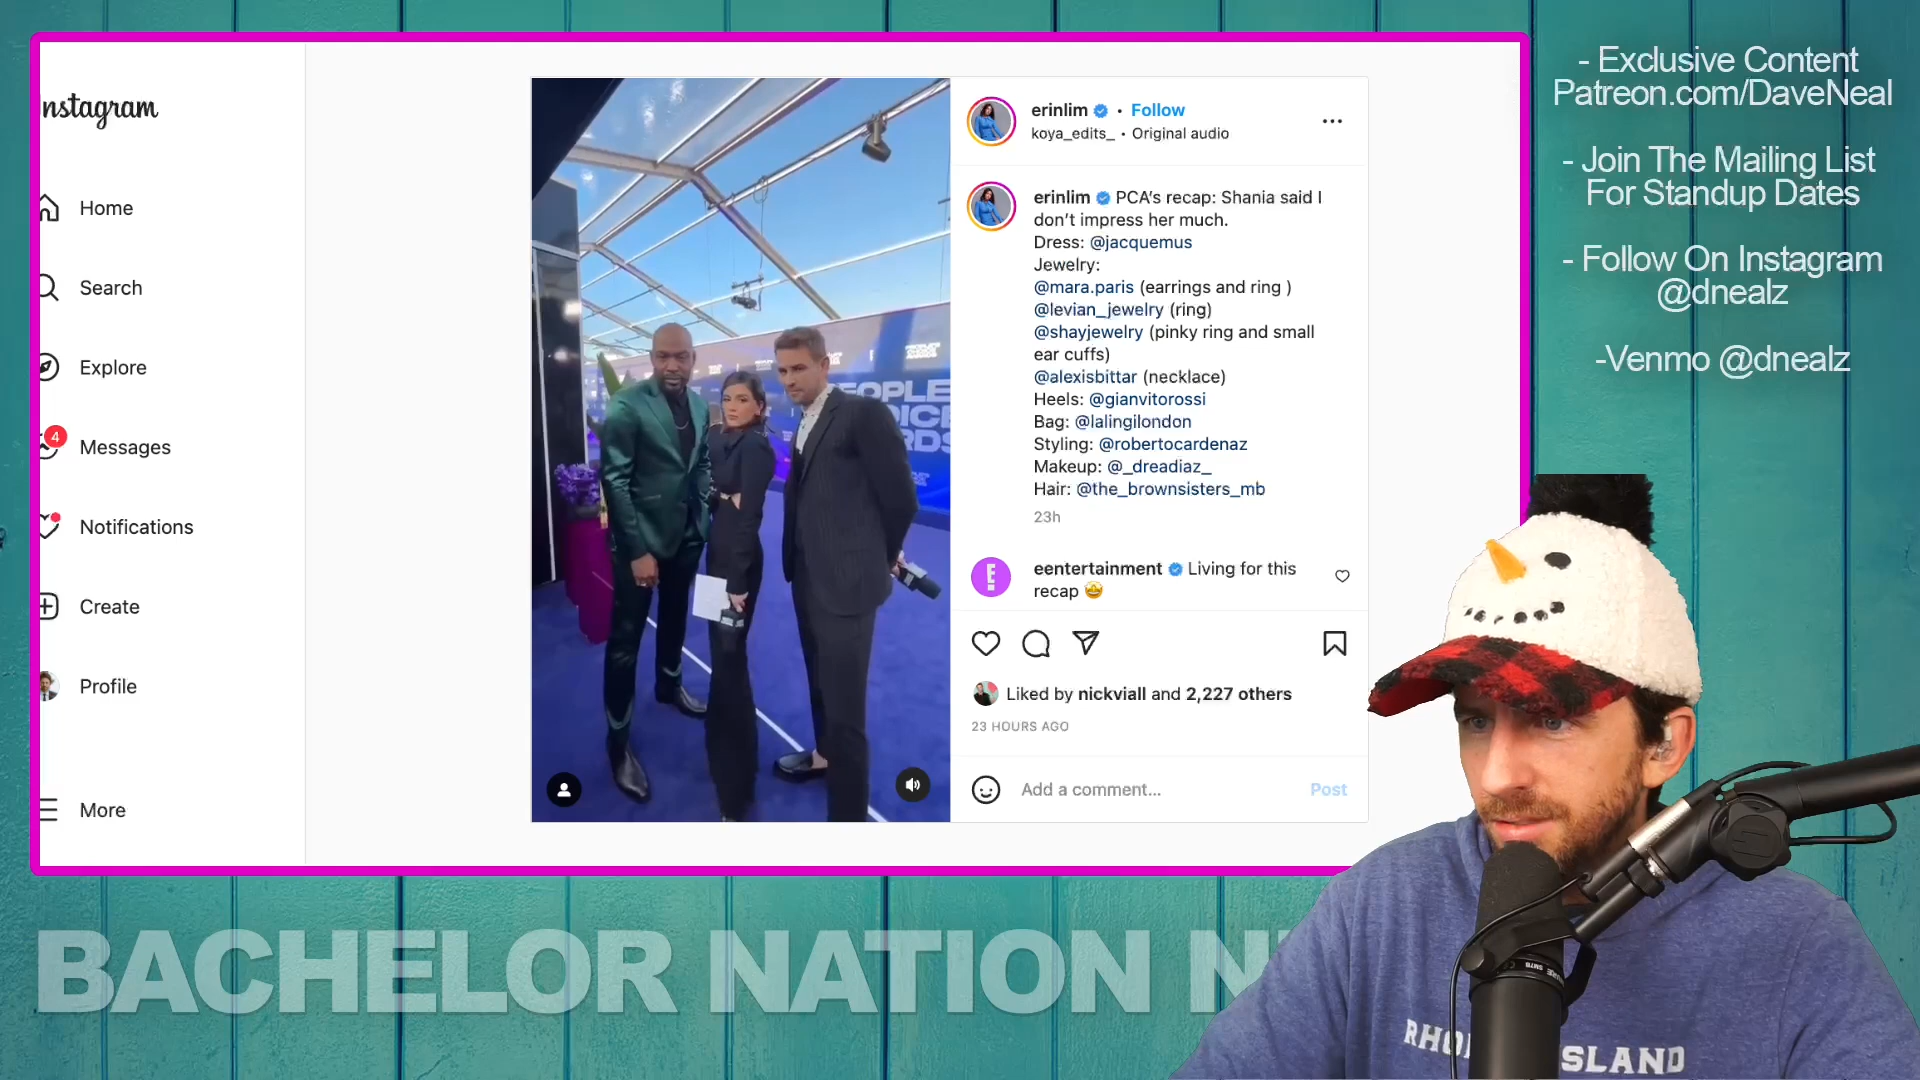 - Exclusive Content
Patreon.com/DaveNeal
- Join The Mailing List
For Standup Dates
- Follow On Instagram
@dnealz
-Venmo @dnealz
nstagram
Home
Search
Explore
4
Messages
Notifications
Create
Profile
More
erinlim • Follow
koya_edits_ • Original audio
erinlim PCA's recap: Shania said I
don't impress her much.
Dress: @jacquemus
Jewelry:
@mara.paris (earrings and ring )
@levian_jewelry (ring)
@shayjewelry (pinky ring and small
ear cuffs)
@alexisbittar (necklace)
Heels: @gianvitorossi
Bag: @lalingilondon
Styling: @robertocardenaz
Makeup: @_dreadiaz_
Hair: @the_brownsisters_mb
23h
E
eentertainment Living for this
recap 🤩
Liked by nickviall and 2,227 others
23 HOURS AGO
Add a comment...
Post
BACHELOR NATION N
RHO ISLAND